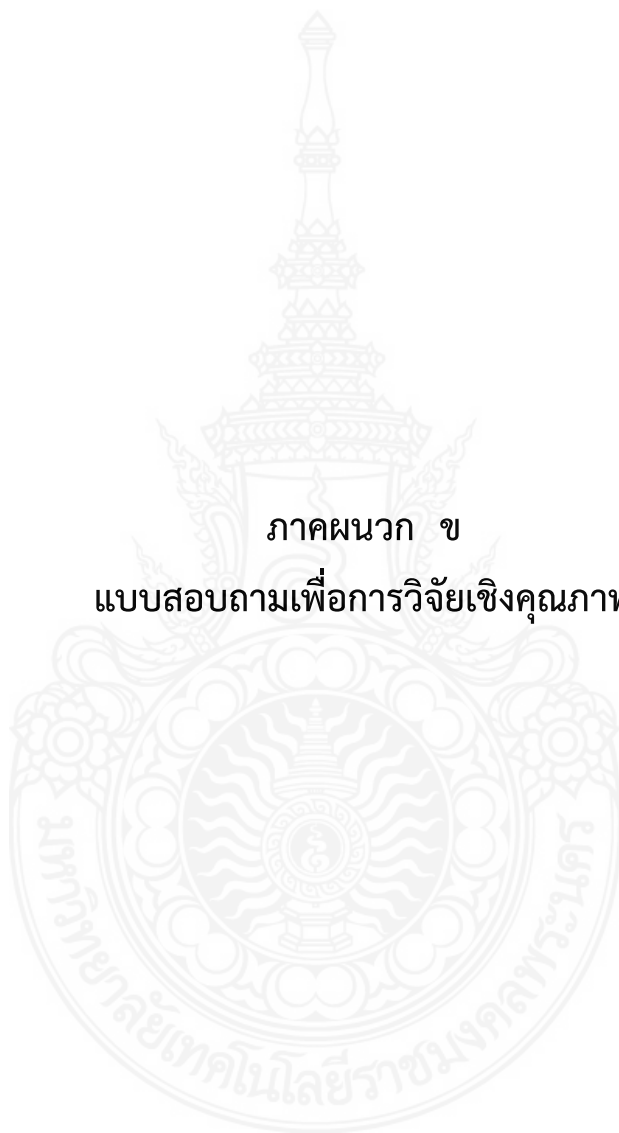 ภาคผนวก ข
แบบสอบถามเพื่อการวิจัยเชิงคุณภาพ
มหาวิทยาลัยเทคโนโลยีราชมงคลพระนคร